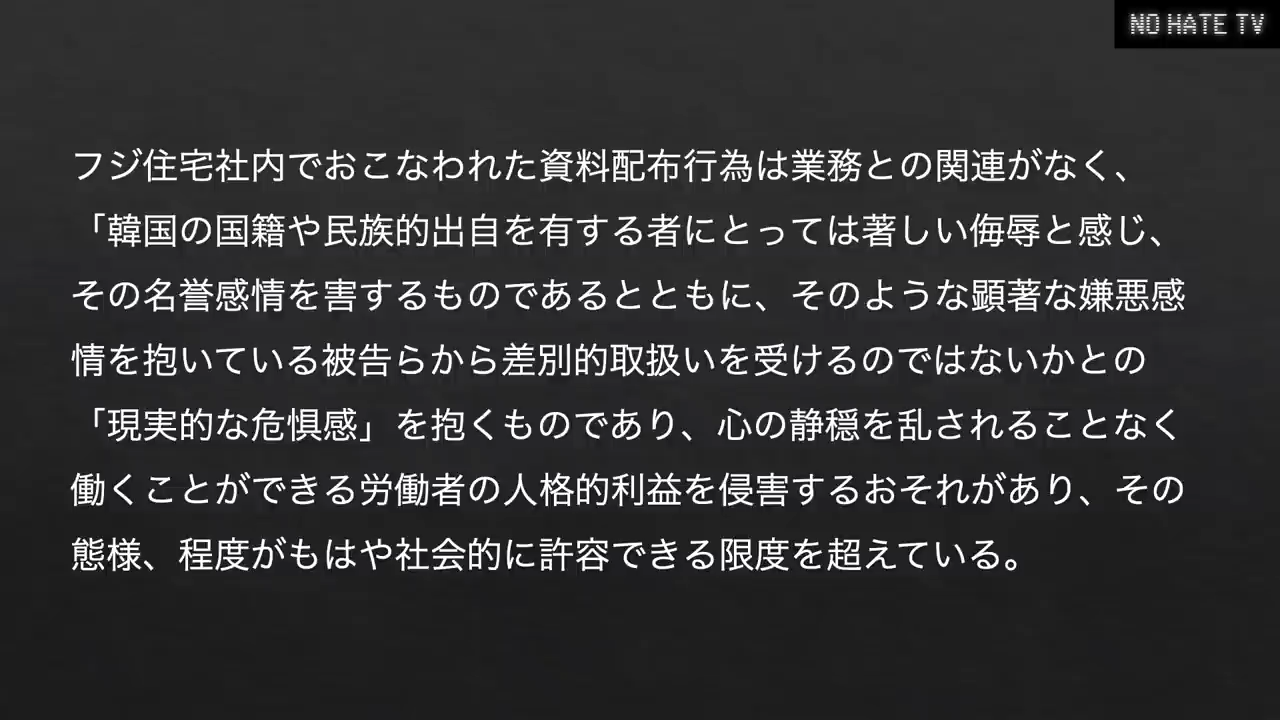 NO HATE TV
フジ住宅社内でおこなわれた資料配布行為は業務との関連がなく、
「韓国の国籍や民族的出自を有する者にとっては著しい侮辱と感じ、
その名誉感情を害するものであるとともに、そのような顕著な嫌悪感
情を抱いている被告らから差別的取扱いを受けるのではないかとの
「現実的な危惧感」を抱くものであり、心の静穏を乱されることなく
働くことができる労働者の人格的利益を侵害するおそれがあり、その
態様、程度がもはや社会的に許容できる限度を超えている。